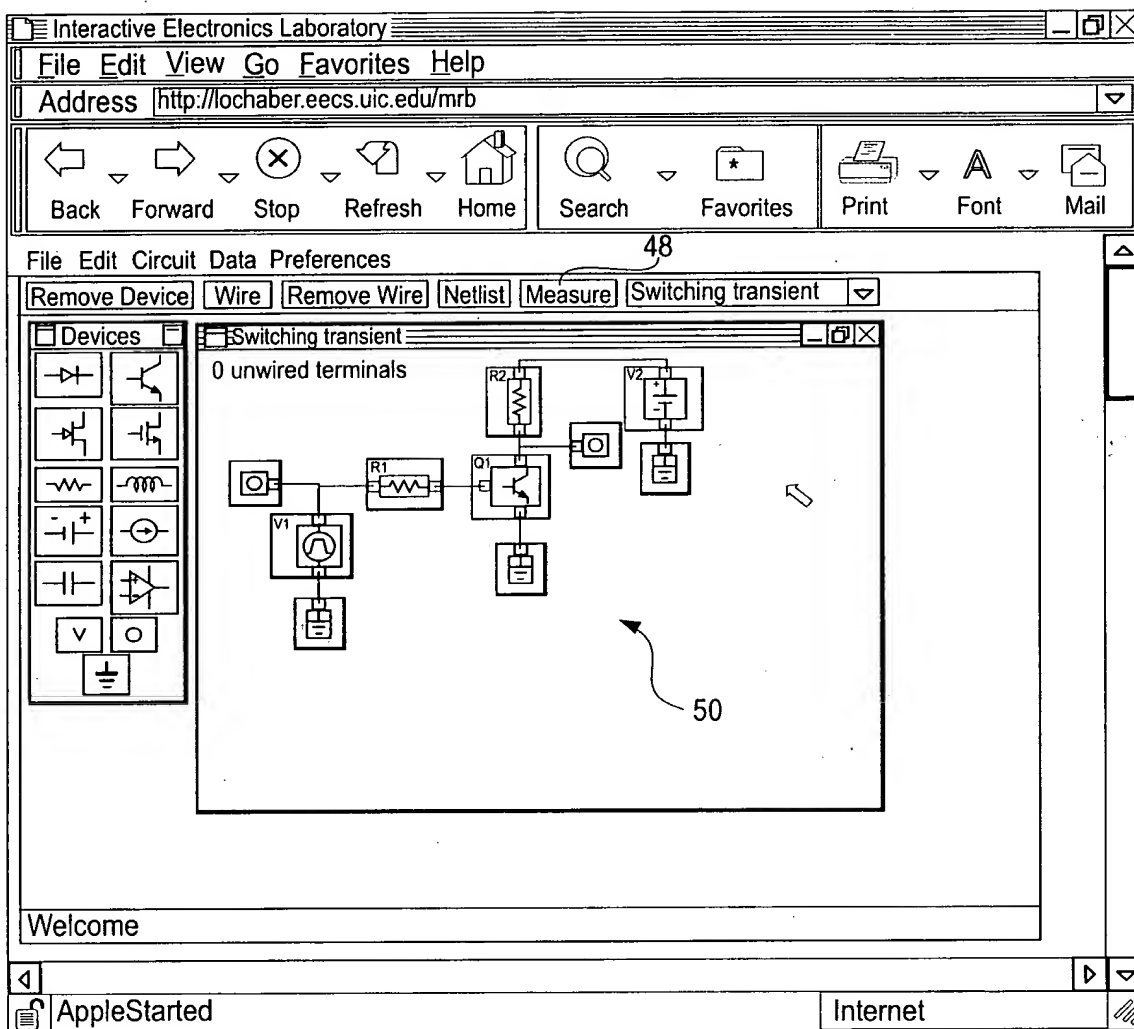 Interactive Electronics Laboratory
File Edit View Go Favorites Help
Address http://lochaber.eecs.uic.edu/mrb
Back Forward Stop Refresh Home Search Favorites Print Font Mail
File Edit Circuit Data Preferences
48
Remove Device Wire Remove Wire Netlist Measure Switching transient
Devices
Switching transient
0 unwired terminals
R2 V2
R1 Q1
V1
V O
50
Welcome
AppleStarted Internet